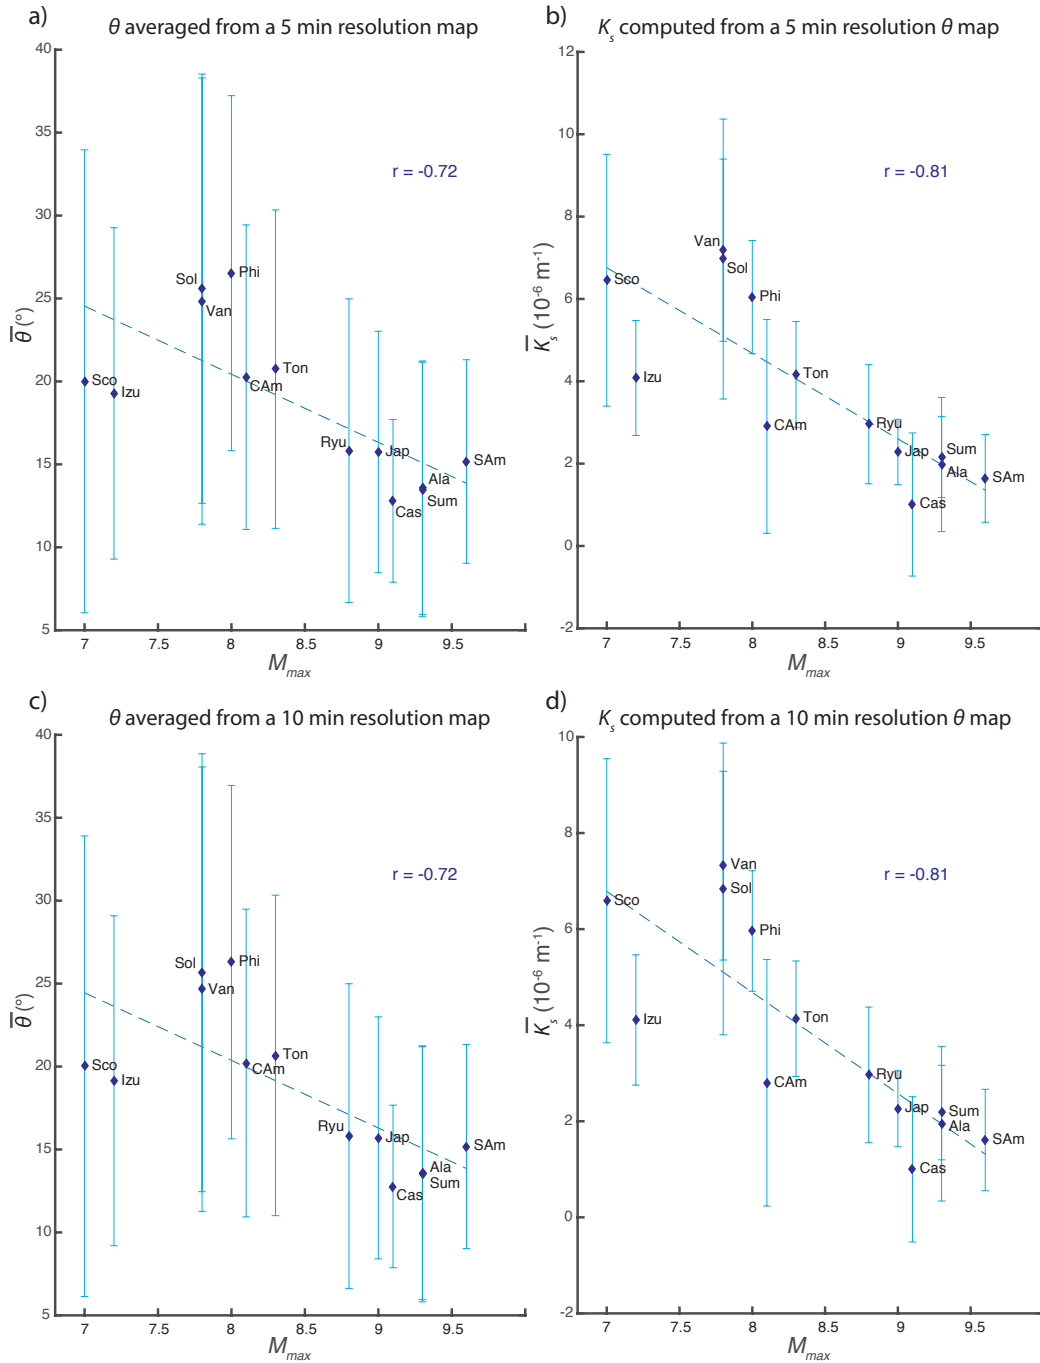 a)
θ averaged from a 5 min resolution map
40
35
30
25
20
15
10
5
θ (°)
r = -0.72
Sol
Van
Phi
Sco
Izu
CAm
Ton
Ryu
Jap
Ala
Sum
Cas
SAm
7
7.5
8
8.5
9
9.5
M_max
b)
K_s computed from a 5 min resolution θ map
12
10
8
6
4
2
0
-2
K_s (10^-6 m^-1)
r = -0.81
Van
Sol
Sco
Phi
Izu
Ton
CAm
Ryu
Jap
Sum
Ala
Cas
SAm
7
7.5
8
8.5
9
9.5
M_max
c)
θ averaged from a 10 min resolution map
40
35
30
25
20
15
10
5
θ (°)
r = -0.72
Sol
Van
Phi
Sco
Izu
CAm
Ton
Ryu
Jap
Ala
Sum
Cas
SAm
7
7.5
8
8.5
9
9.5
M_max
d)
K_s computed from a 10 min resolution θ map
10
8
6
4
2
0
-2
K_s (10^-6 m^-1)
r = -0.81
Van
Sol
Sco
Phi
Izu
Ton
CAm
Ryu
Jap
Sum
Ala
Cas
SAm
7
7.5
8
8.5
9
9.5
M_max